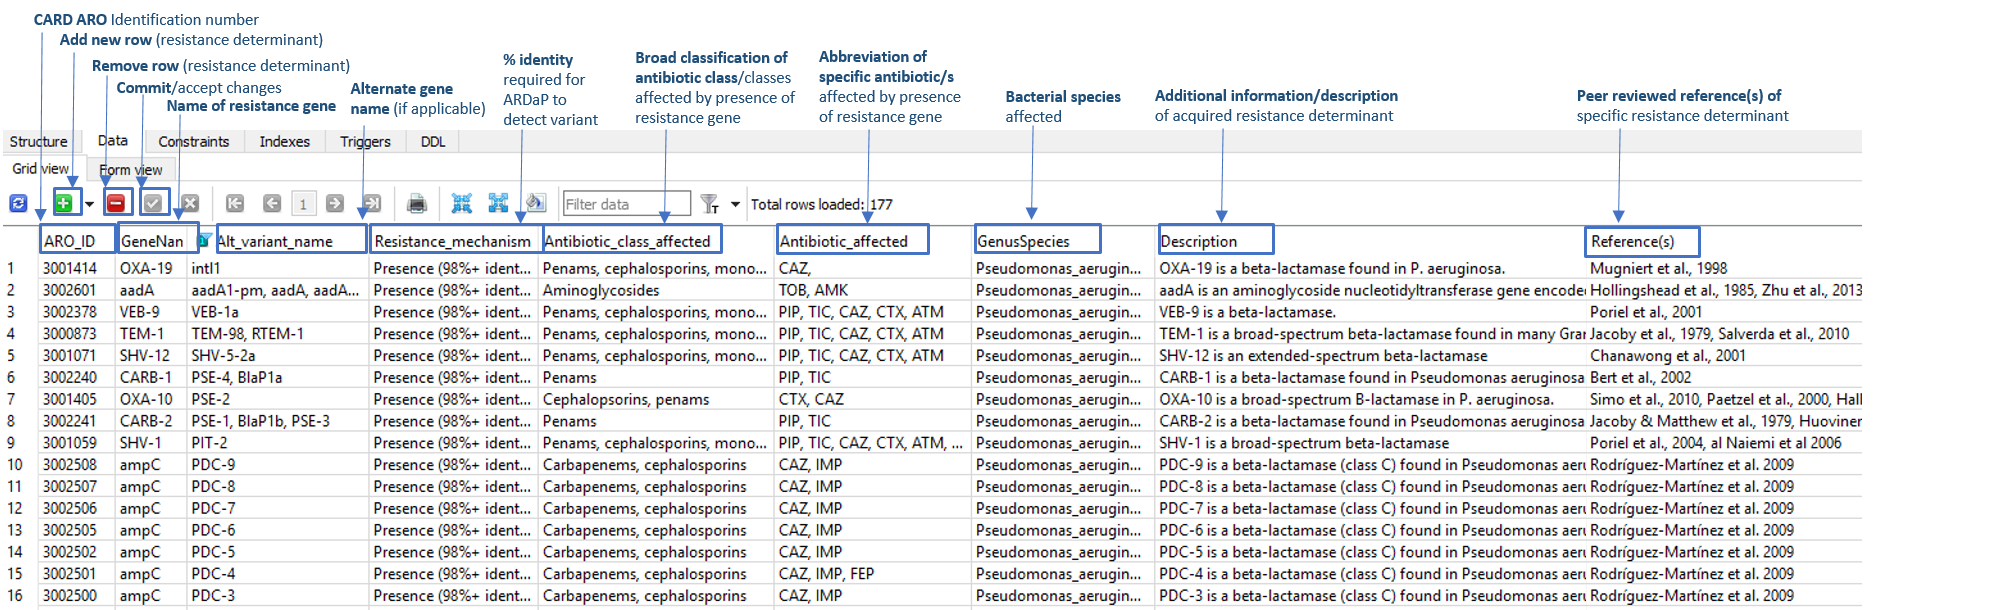 CARD ARO Identification number
Add new row (resistance determinant)
Remove row (resistance determinant)
Commit/accept changes
Name of resistance gene
Alternate gene
name (if applicable)
% identity
required for
ARDaP to
detect variant
Broad classification of
antibiotic class/classes
affected by presence of
resistance gene
Abbreviation of
specific antibiotic/s
affected by presence
of resistance gene
Bacterial species
affected
Additional information/description
of acquired resistance determinant
Peer reviewed reference(s) of
specific resistance determinant
Structure Data Constraints Indexes Triggers DDL
Grid view Form view
1 Filter data Total rows loaded: 177
ARO_ID GeneNan Alt_variant_name Resistance_mechanism Antibiotic_class_affected Antibiotic_affected GenusSpecies Description Reference(s)
1 3001414 OXA-19 intl1 Presence (98%+ ident... Penams, cephalosporins, mono... CAZ, Pseudomonas_aerugin... OXA-19 is a beta-lactamase found in P. aeruginosa. Mugniert et al., 1998
2 3002601 aadA aadA1-pm, aadA, aadA... Presence (98%+ ident... Aminoglycosides TOB, AMK Pseudomonas_aerugin... aadA is an aminoglycoside nucleotidyltransferase gene encode Hollingshead et al., 1985, Zhu et al., 2013
3 3002378 VEB-9 VEB-1a Presence (98%+ ident... Penams, cephalosporins, mono... PIP, TIC, CAZ, CTX, ATM Pseudomonas_aerugin... VEB-9 is a beta-lactamase. Poriel et al., 2001
4 3000873 TEM-1 TEM-98, RTEM-1 Presence (98%+ ident... Penams, cephalosporins, mono... PIP, TIC, CAZ, CTX, ATM Pseudomonas_aerugin... TEM-1 is a broad-spectrum beta-lactamase found in many Gra Jacoby et al., 1979, Salverda et al., 2010
5 3001071 SHV-12 SHV-5-2a Presence (98%+ ident... Penams, cephalosporins, mono... PIP, TIC, CAZ, CTX, ATM Pseudomonas_aerugin... SHV-12 is an extended-spectrum beta-lactamase Chanawong et al., 2001
6 3002240 CARB-1 PSE-4, BlaP1a Presence (98%+ ident... Penams PIP, TIC Pseudomonas_aerugin... CARB-1 is a beta-lactamase found in Pseudomonas aeruginosa Bert et al., 2002
7 3001405 OXA-10 PSE-2 Presence (98%+ ident... Cephalopsorins, penams CTX, CAZ Pseudomonas_aerugin... OXA-10 is a broad-spectrum B-lactamase in P. aeruginosa. Simo et al., 2010, Paetzel et al., 2000, Hall
8 3002241 CARB-2 PSE-1, BlaP1b, PSE-3 Presence (98%+ ident... Penams PIP, TIC Pseudomonas_aerugin... CARB-2 is a beta-lactamase found in Pseudomonas aeruginosa Jacoby & Matthew et al., 1979, Huoviner
9 3001059 SHV-1 PIT-2 Presence (98%+ ident... Penams, cephalosporins, mono... PIP, TIC, CAZ, CTX, ATM, ... Pseudomonas_aerugin... SHV-1 is a broad-spectrum beta-lactamase Poriel et al., 2004, al Naiemi et al 2006
10 3002508 ampC PDC-9 Presence (98%+ ident... Carbapenems, cephalosporins CAZ, IMP Pseudomonas_aerugin... PDC-9 is a beta-lactamase (class C) found in Pseudomonas aeru Rodríguez-Martínez et al. 2009
11 3002507 ampC PDC-8 Presence (98%+ ident... Carbapenems, cephalosporins CAZ, IMP Pseudomonas_aerugin... PDC-8 is a beta-lactamase (class C) found in Pseudomonas aeru Rodríguez-Martínez et al. 2009
12 3002506 ampC PDC-7 Presence (98%+ ident... Carbapenems, cephalosporins CAZ, IMP Pseudomonas_aerugin... PDC-7 is a beta-lactamase (class C) found in Pseudomonas aeru Rodríguez-Martínez et al. 2009
13 3002505 ampC PDC-6 Presence (98%+ ident... Carbapenems, cephalosporins CAZ, IMP Pseudomonas_aerugin... PDC-6 is a beta-lactamase (class C) found in Pseudomonas aeru Rodríguez-Martínez et al. 2009
14 3002502 ampC PDC-5 Presence (98%+ ident... Carbapenems, cephalosporins CAZ, IMP Pseudomonas_aerugin... PDC-5 is a beta-lactamase (class C) found in Pseudomonas aeru Rodríguez-Martínez et al. 2009
15 3002501 ampC PDC-4 Presence (98%+ ident... Carbapenems, cephalosporins CAZ, IMP, FEP Pseudomonas_aerugin... PDC-4 is a beta-lactamase (class C) found in Pseudomonas aeru Rodríguez-Martínez et al. 2009
16 3002500 ampC PDC-3 Presence (98%+ ident... Carbapenems, cephalosporins CAZ, IMP Pseudomonas_aerugin... PDC-3 is a beta-lactamase (class C) found in Pseudomonas aeru Rodríguez-Martínez et al. 2009